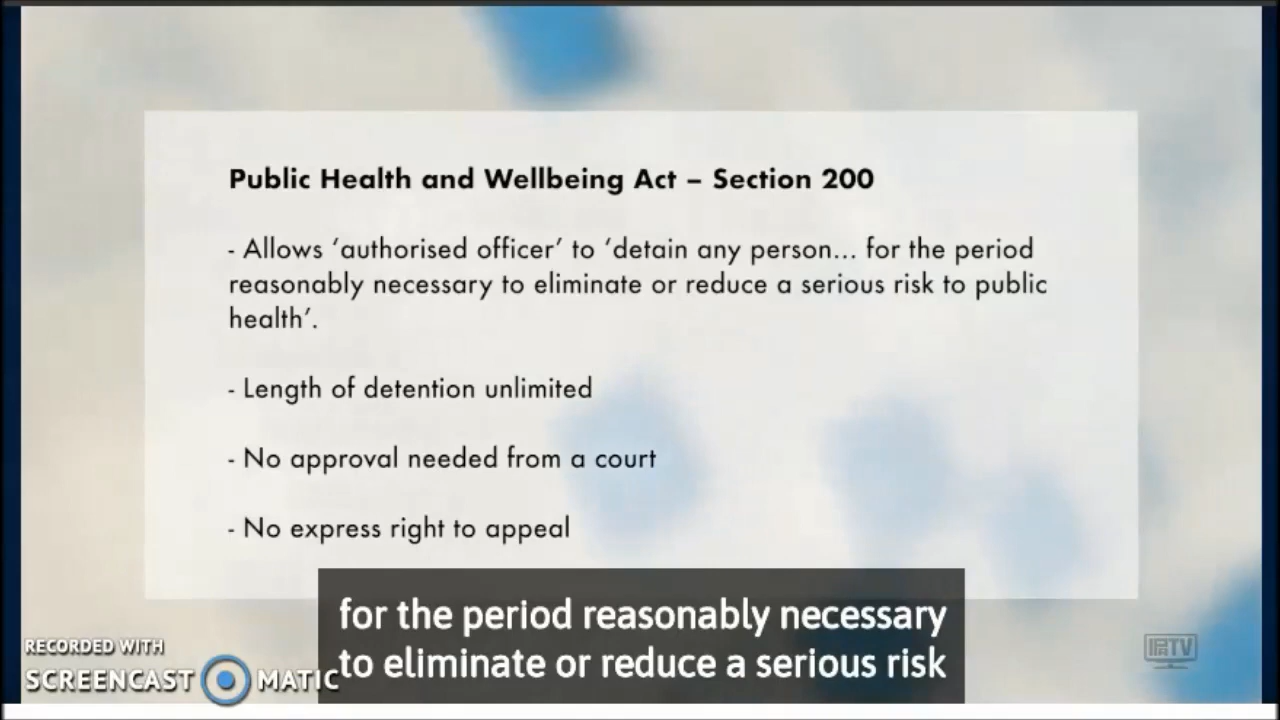 Public Health and Wellbeing Act – Section 200
- Allows ‘authorised officer’ to ‘detain any person... for the period
reasonably necessary to eliminate or reduce a serious risk to public
health’.
- Length of detention unlimited
- No approval needed from a court
- No express right to appeal
for the period reasonably necessary
to eliminate or reduce a serious risk
RECORDED WITH
SCREENCAST MATIC
IPATV